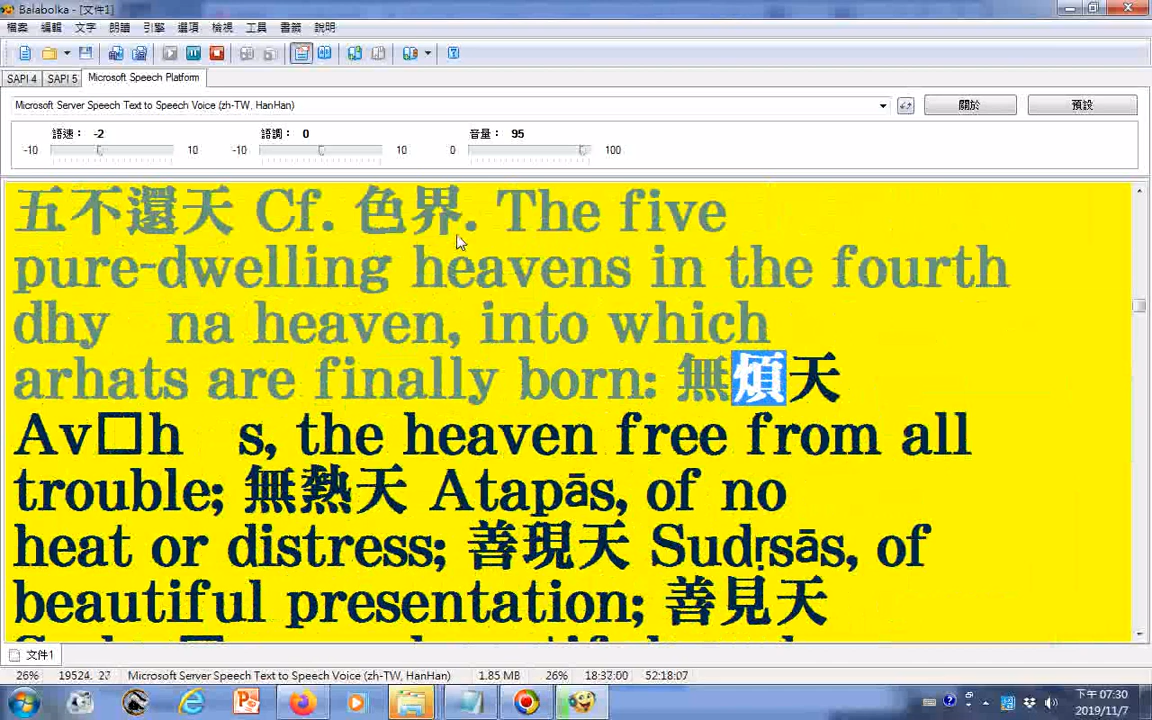 Balabolka - [文件1]
檔案 編輯 文字 朗讀 引擎 選項 檢視 工具 書籤 說明
SAPI 4 SAPI 5 Microsoft Speech Platform
Microsoft Server Speech Text to Speech Voice (zh-TW, HanHan) 關於 預設
語速： -2 語調： 0 音量： 95
-10 10 -10 10 0 100
五不還天 Cf. 色界. The five
pure-dwelling heavens in the fourth
dhy na heaven, into which
arhats are finally born: 無煩天
Av□h s, the heaven free from all
trouble; 無熱天 Atapās, of no
heat or distress; 善現天 Sudṛsās, of
beautiful presentation; 善見天
文件1
26% 19524, 27 Microsoft Server Speech Text to Speech Voice (zh-TW, HanHan) 1.85 MB 26% 18:37:00 52:18:07
下午 07:30
2019/11/7